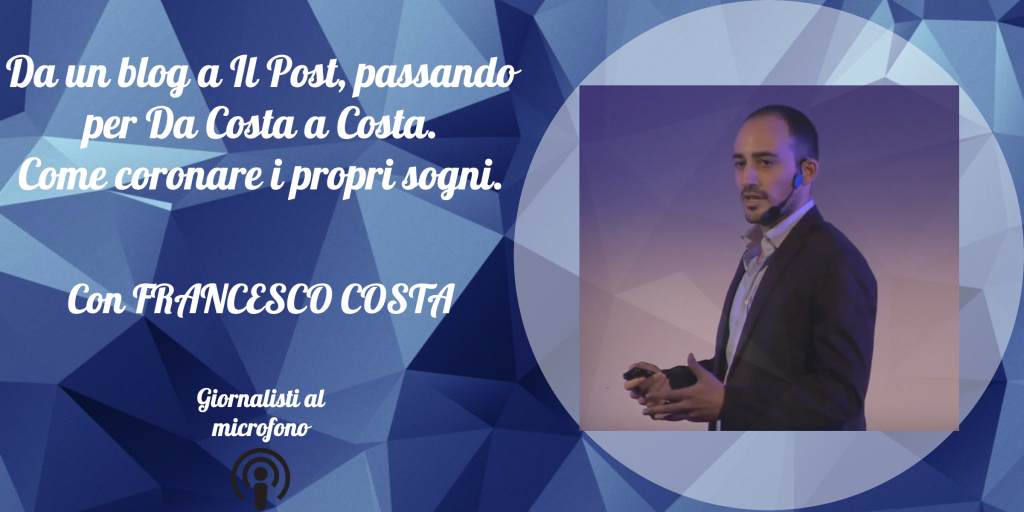 Da un blog a Il Post, passando
per Da Costa a Costa.
Come coronare i propri sogni.
Con FRANCESCO COSTA
Giornalisti al
microfono